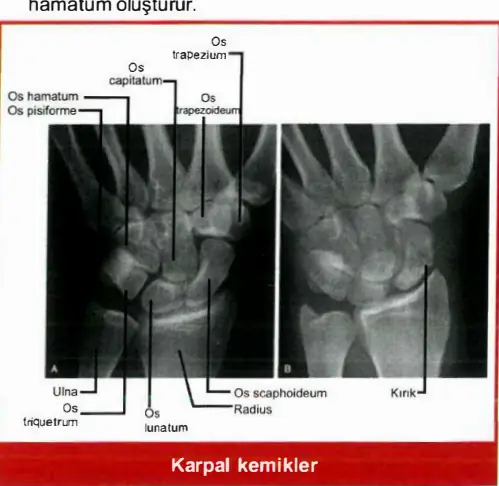 hamatum oluşturur.
Os
trapezium
Os
capitatum
Os hamatum
Os
Os pisiforme
trapezoideum
A
B
Ulna
Os scaphoideum
Kırık
Os
triquetrum
Os
lunatum
Radius
Karpal kemikler